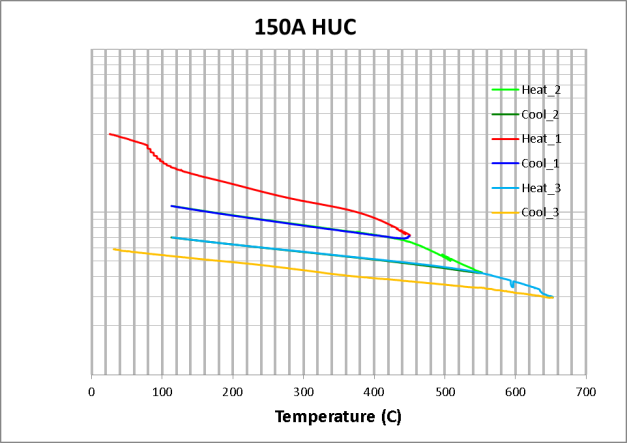 150A HUC
Heat_2
Cool_2
Heat_1
Cool_1
Heat_3
Cool_3
0 100 200 300 400 500 600 700
Temperature (C)